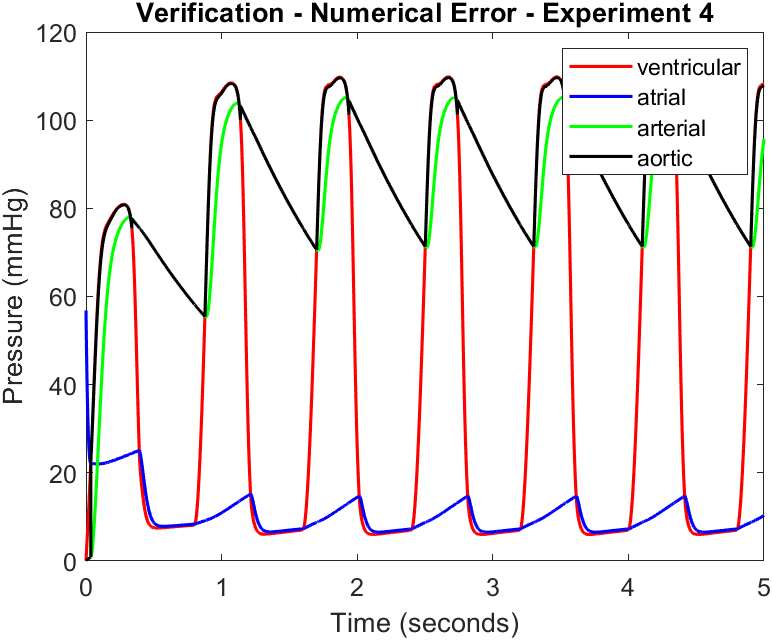 Verification - Numerical Error - Experiment 4
120
100
80
60
40
20
0
Pressure (mmHg)
ventricular
atrial
arterial
aortic
0 1 2 3 4 5
Time (seconds)